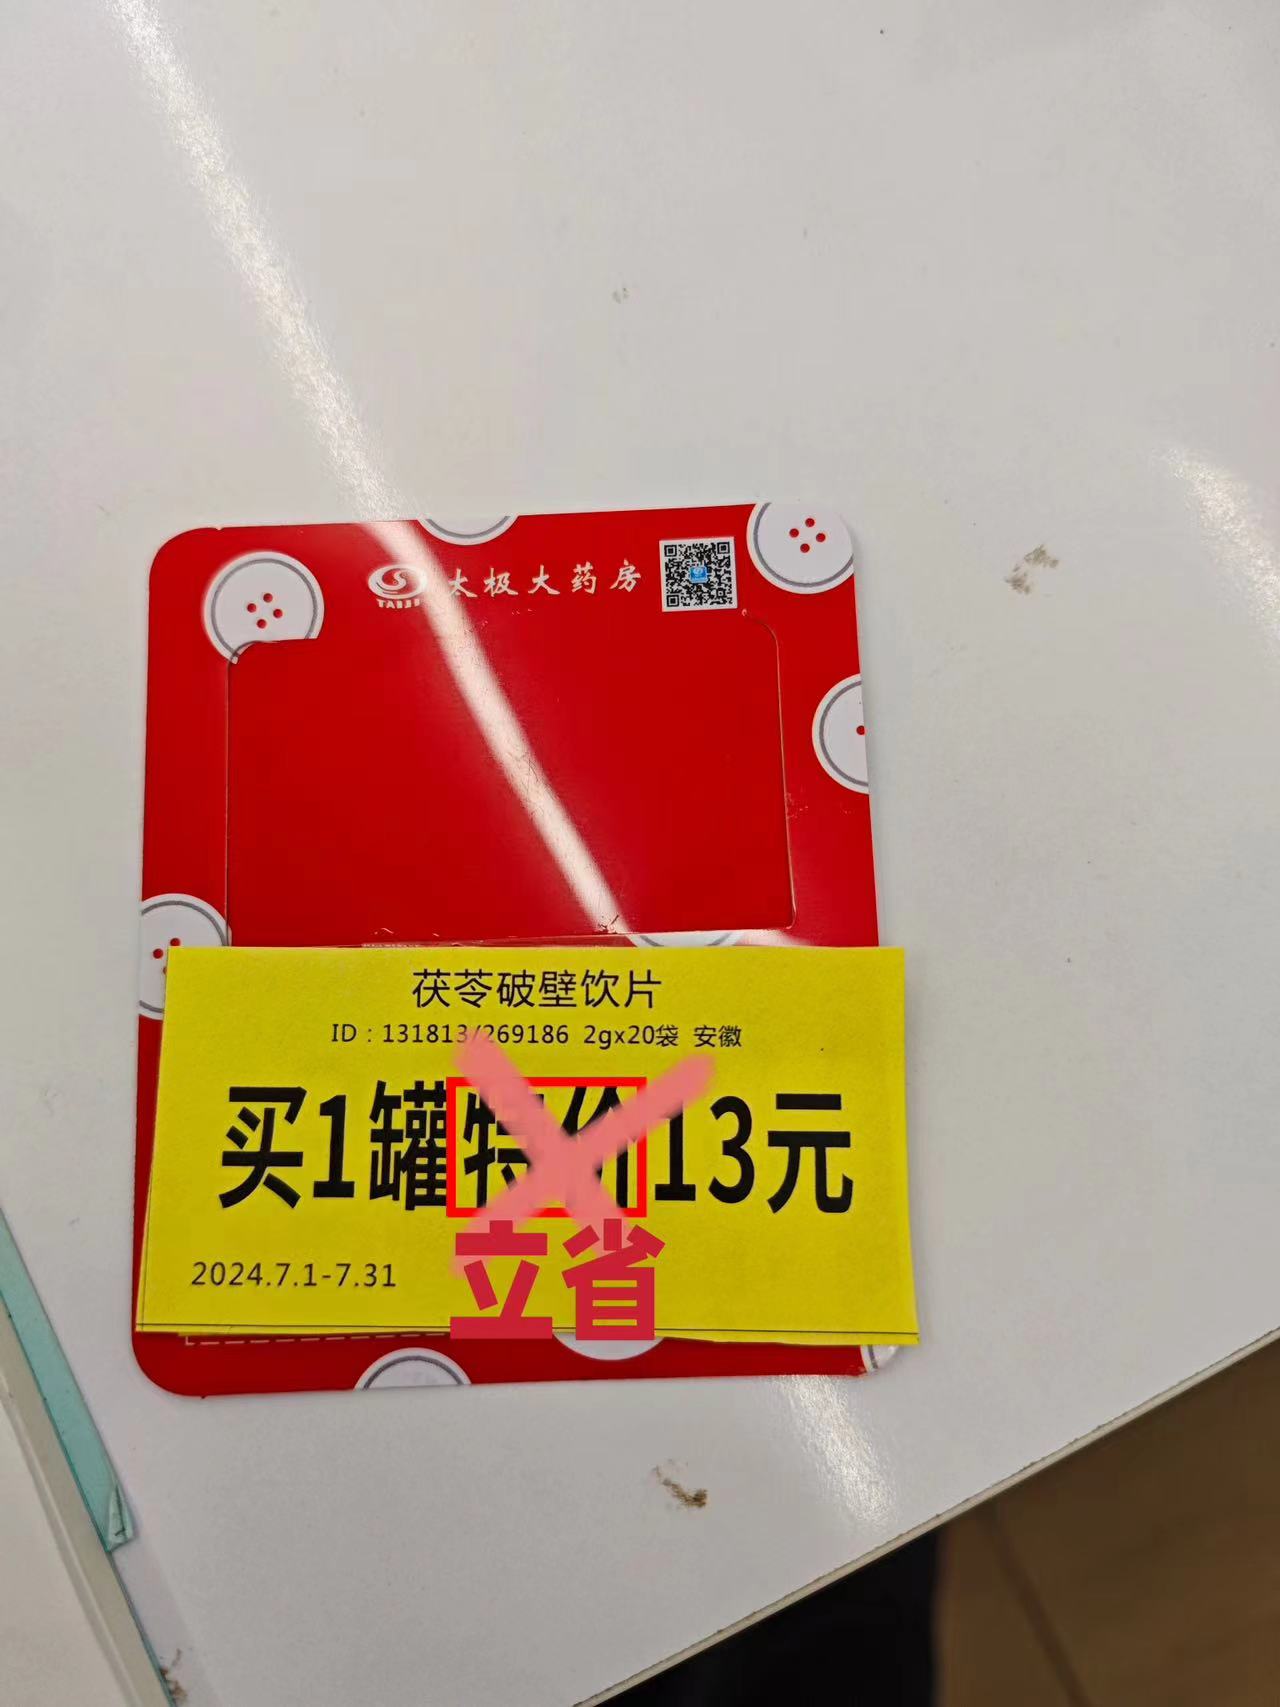 TAIJI 太极大药房
茯苓破壁饮片
ID：131813/269186 2gx20袋 安徽
买1罐特价13元
立省
2024.7.1-7.31